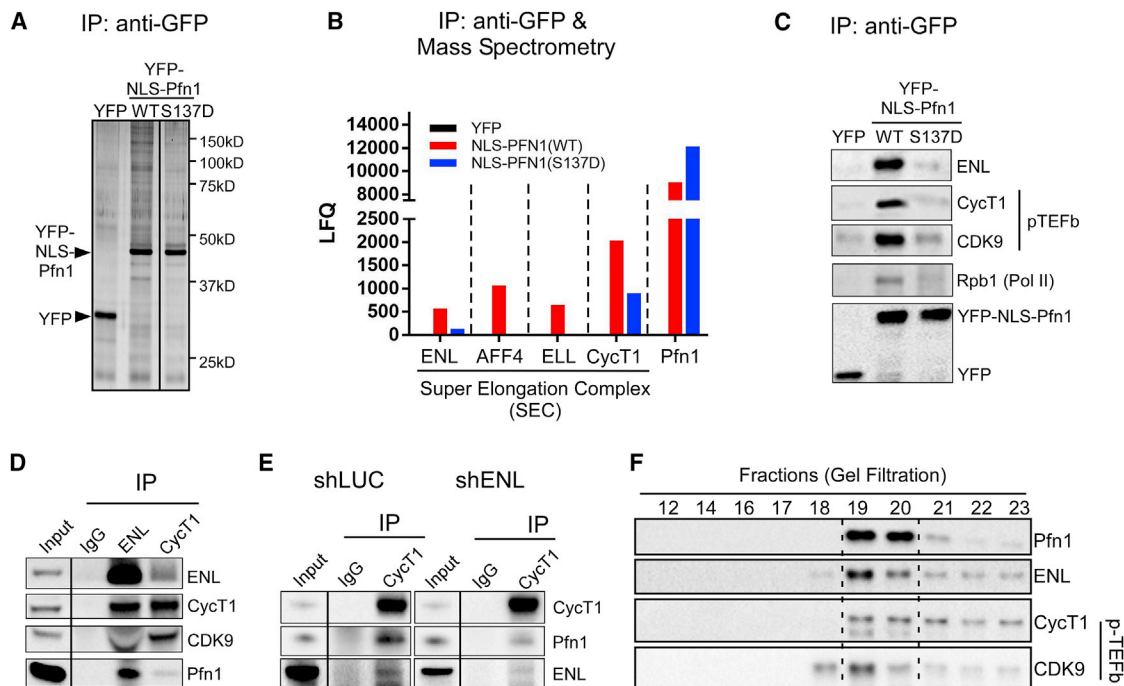 A
IP: anti-GFP
YFP-
NLS-Pfn1
YFP WT S137D
150kD
100kD
75kD
50kD
37kD
25kD
YFP-
NLS-
Pfn1
YFP
B
IP: anti-GFP &
Mass Spectrometry
LFQ
14000
12000
10000
8000
2500
2000
1500
1000
500
0
YFP
NLS-PFN1(WT)
NLS-PFN1(S137D)
ENL AFF4 ELL CycT1 Pfn1
Super Elongation Complex
(SEC)
C
IP: anti-GFP
YFP-
NLS-Pfn1
YFP WT S137D
ENL
CycT1
CDK9
pTEFb
Rpb1 (Pol II)
YFP-NLS-Pfn1
YFP
D
IP
Input IgG ENL CycT1
ENL
CycT1
CDK9
Pfn1
E
shLUC shENL
IP IP
Input IgG CycT1 Input IgG CycT1
CycT1
Pfn1
ENL
F
Fractions (Gel Filtration)
12 14 16 17 18 19 20 21 22 23
Pfn1
ENL
CycT1
CDK9
p-TEFb